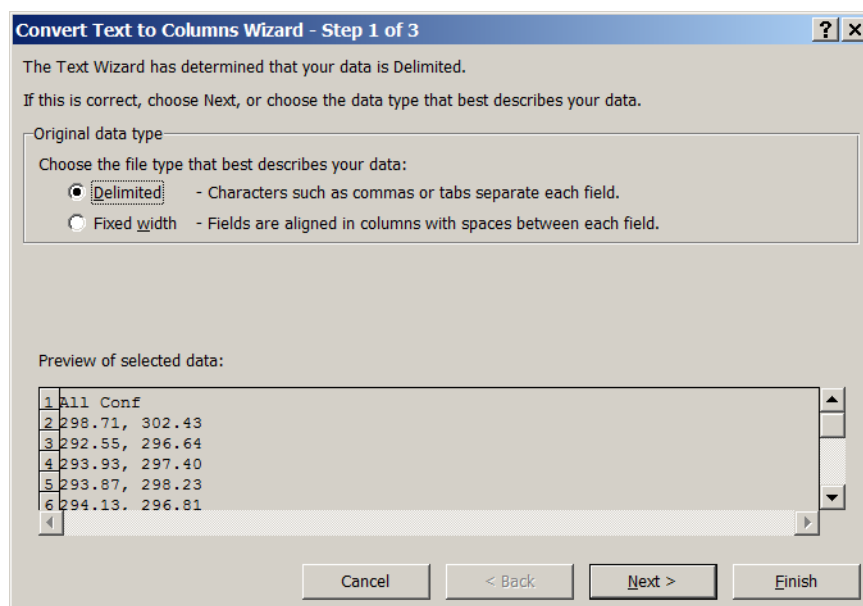 Convert Text to Columns Wizard - Step 1 of 3
?
The Text Wizard has determined that your data is Delimited.
If this is correct, choose Next, or choose the data type that best describes your data.
Original data type
Choose the file type that best describes your data:
Delimited - Characters such as commas or tabs separate each field.
Fixed width - Fields are aligned in columns with spaces between each field.
Preview of selected data:
1 All Conf
2 298.71, 302.43
3 292.55, 296.64
4 293.93, 297.40
5 293.87, 298.23
6 294.13, 296.81
Cancel < Back Next > Finish